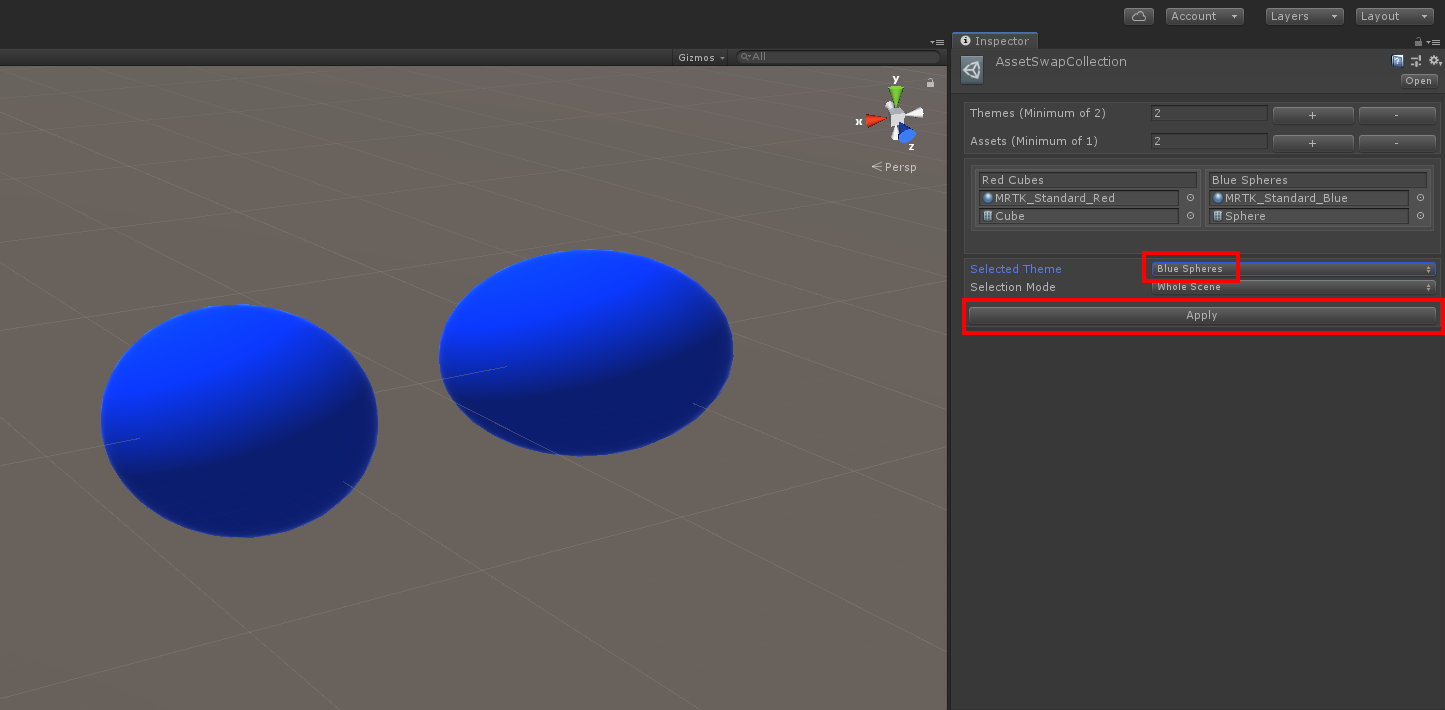 Account
Layers
Layout
Inspector
Gizmos
All
AssetSwapCollection
Open
y
x
z
Persp
Themes (Minimum of 2) 2 + -
Assets (Minimum of 1) 2 + -
Red Cubes Blue Spheres
MRTK_Standard_Red MRTK_Standard_Blue
Cube Sphere
Selected Theme Blue Spheres
Selection Mode Whole Scene
Apply